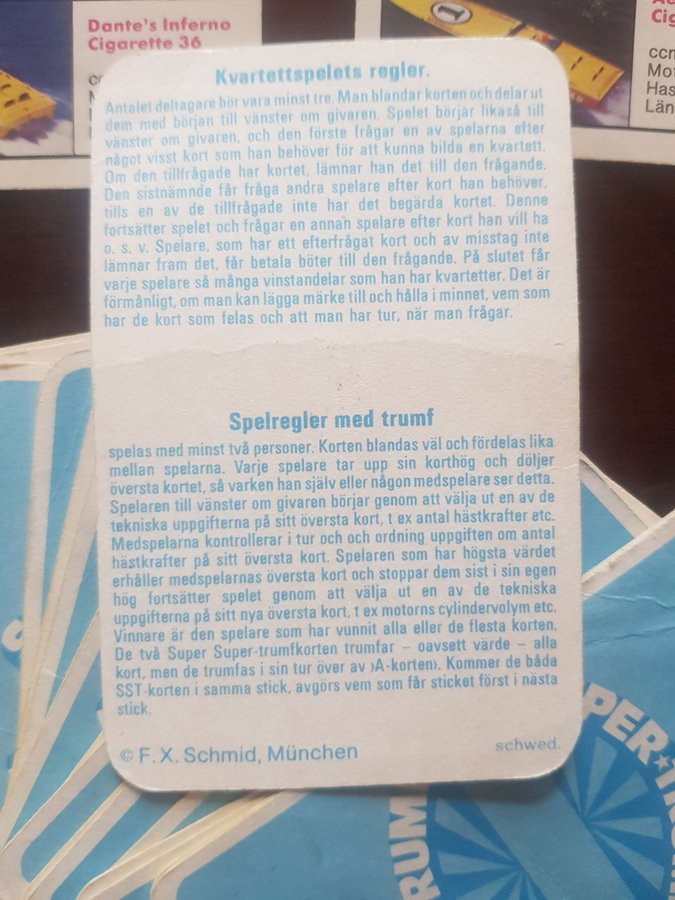 Dante's Inferno
Cigarette 36
Kvartettspelets regler.
Antalet deltagare bör vara minst tre. Man blandar korten och delar ut
dem med början till vänster om givaren. Spelet börjar likaså till
vänster om givaren, och den förste frågar en av spelarna efter
något visst kort som han behöver för att kunna bilda en kvartett.
Om den tillfrågade har kortet, lämnar han det till den frågande.
Den sistnämnde får fråga andra spelare efter kort han behöver,
tills en av de tillfrågade inte har det begärda kortet. Denne
fortsätter spelet och frågar en annan spelare efter kort han vill ha
o. s. v. Spelare, som har ett efterfrågat kort och av misstag inte
lämnar fram det, får betala böter till den frågande. På slutet får
varje spelare så många vinstandelar som han har kvartetter. Det är
förmånligt, om man kan lägga märke till och hålla i minnet, vem som
har de kort som felas och att man har tur, när man frågar.
Spelregler med trumf
spelas med minst två personer. Korten blandas väl och fördelas lika
mellan spelarna. Varje spelare tar upp sin korthög och döljer
översta kortet, så varken han själv eller någon medspelare ser detta.
Spelaren till vänster om givaren börjar genom att välja ut en av de
tekniska uppgifterna på sitt översta kort, t ex antal hästkrafter etc.
Medspelarna kontrollerar i tur och och ordning uppgiften om antal
hästkrafter på sitt översta kort. Spelaren som har högsta värdet
erhåller medspelarnas översta kort och stoppar dem sist i sin egen
hög fortsätter spelet genom att välja ut en av de tekniska
uppgifterna på sitt nya översta kort, t ex motorns cylindervolym etc.
Vinnare är den spelare som har vunnit alla eller de flesta korten.
De två Super Super-trumfkorten trumfar – oavsett värde – alla
kort, men de trumfas i sin tur över av ›A-korten‹. Kommer de båda
SST-korten i samma stick, avgörs vem som får sticket först i nästa
stick.
© F. X. Schmid, München
schwed.
ccm
Mot
Has
Län